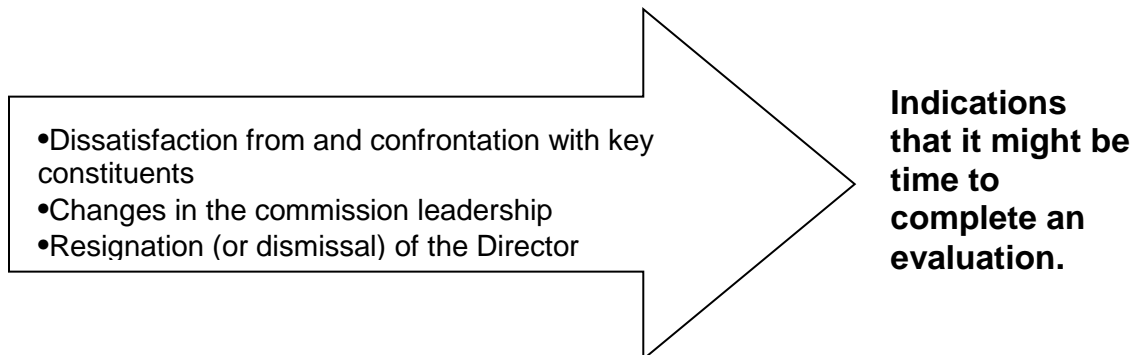 •Dissatisfaction from and confrontation with key
constituents
•Changes in the commission leadership
•Resignation (or dismissal) of the Director
Indications
that it might be
time to
complete an
evaluation.